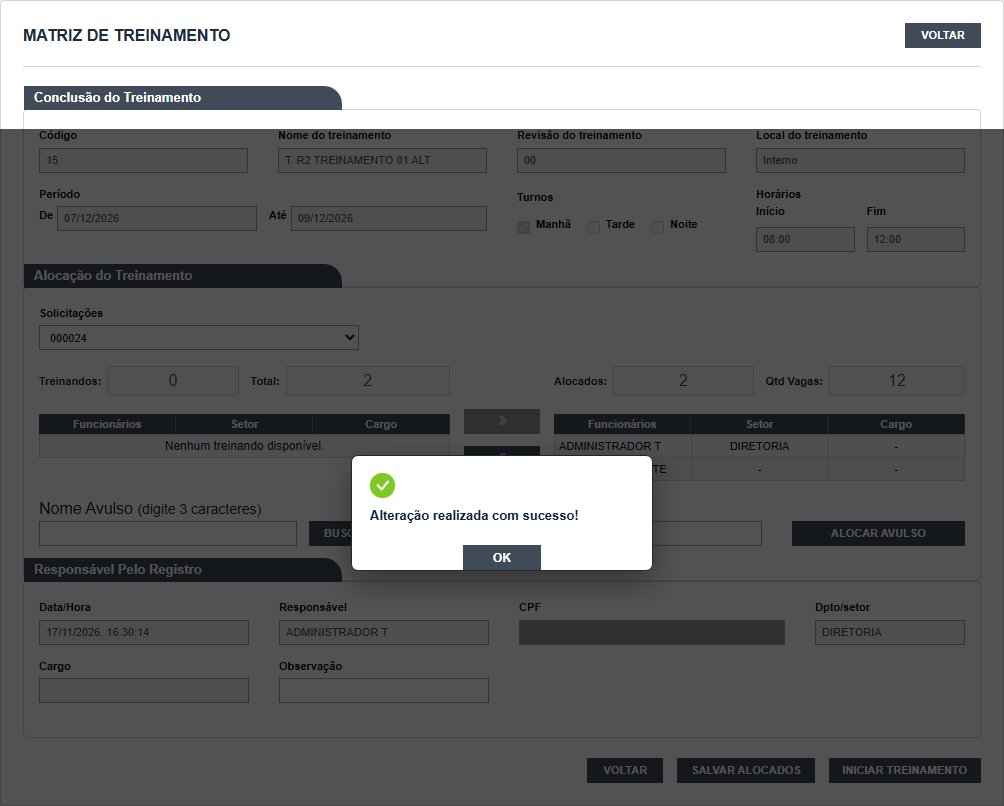 MATRIZ DE TREINAMENTO
VOLTAR
Conclusão do Treinamento
Código Nome do treinamento Revisão do treinamento Local do treinamento
15 T. R2 TREINAMENTO 01 ALT 00 Interno
Período Turnos Horários
Início Fim
De 07/12/2026 Até 09/12/2026 Manhã Tarde Noite
08:00 12:00
Alocação do Treinamento
Solicitações
000024
Treinandos: 0 Total: 2 Alocados: 2 Qtd Vagas: 12
Funcionários Setor Cargo » Funcionários Setor Cargo
Nenhum treinando disponível. ADMINISTRADOR T DIRETORIA -
TE - -
Alteração realizada com sucesso!
OK
Nome Avulso (digite 3 caracteres)
BUSC ALOCAR AVULSO
Responsável Pelo Registro
Data/Hora Responsável CPF Dpto/setor
17/11/2026, 16:30:14 ADMINISTRADOR T DIRETORIA
Cargo Observação
VOLTAR SALVAR ALOCADOS INICIAR TREINAMENTO